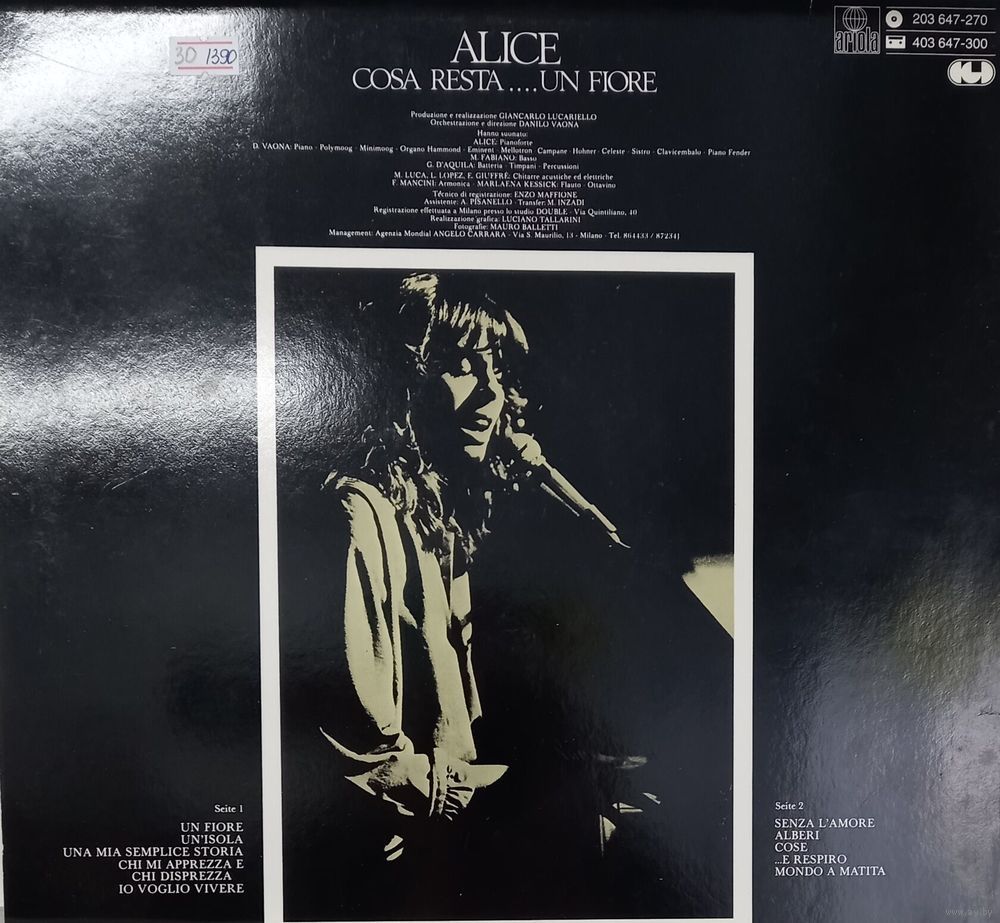 30 1390
ariola
203 647-270
403 647-300
CGD
ALICE
COSA RESTA....UN FIORE
Produzione e realizzazione GIANCARLO LUCARIELLO
Orchestrazione e direzione DANILO VAONA
Hanno suonato:
ALICE: Pianoforte
D. VAONA: Piano · Polymoog · Minimoog · Organo Hammond · Eminent · Mellotron · Campane · Hohner · Celeste · Sistro · Clavicembalo · Piano Fender
M. FABIANO: Basso
G. D'AQUILA: Batteria · Timpani · Percussioni
M. LUCA, L. LOPEZ, E. GIUFFRÈ: Chitarre acustiche ed elettriche
F. MANCINI: Armonica · MARLAENA KESSICK: Flauto · Ottavino
Tècnico di registrazione: ENZO MAFFIONE
Assistente: A. PISANELLO · Transfer: M. INZADI
Registrazione effettuata a Milano presso lo studio DOUBLE · Via Quintiliano, 40
Realizzazione grafica: LUCIANO TALLARINI
Fotografie: MAURO BALLETTI
Management: Agenzia Mondial ANGELO CARRARA · Via S. Maurilio, 13 · Milano · Tel. 864433 / 872341
Seite 1
UN FIORE
UN'ISOLA
UNA MIA SEMPLICE STORIA
CHI MI APPREZZA E
CHI DISPREZZA
IO VOGLIO VIVERE
Seite 2
SENZA L'AMORE
ALBERI
COSE
...E RESPIRO
MONDO A MATITA
www.ay.by